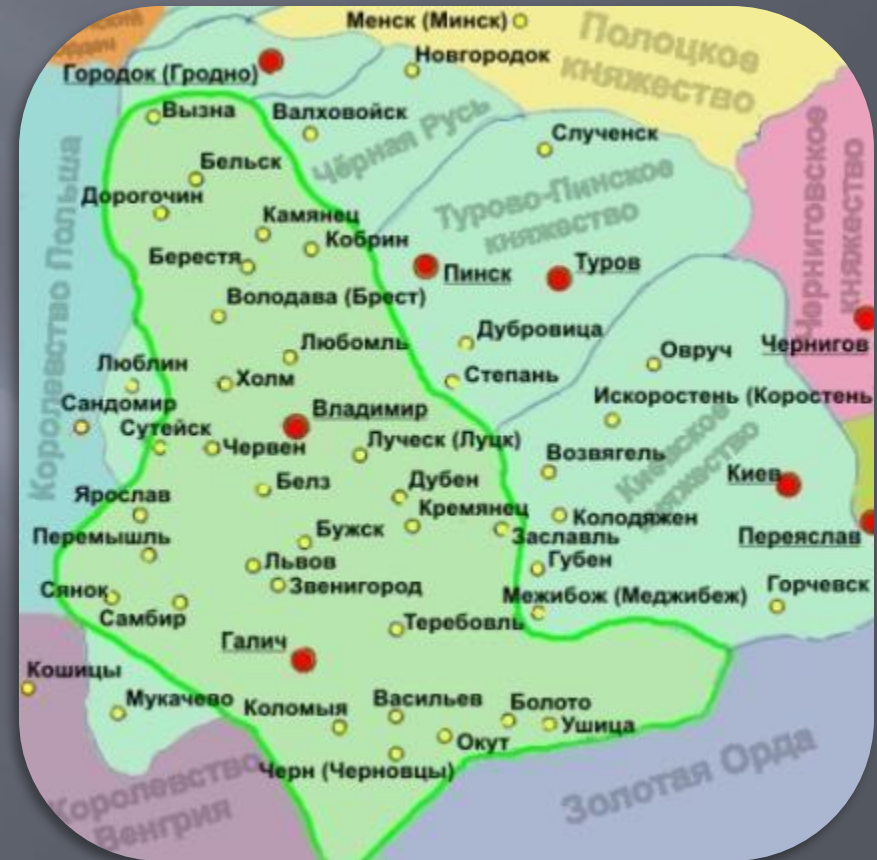 Менск (Минск)
Полоцкое
княжество
Новгородок
Городок (Гродно)
Вызна
Валховойск
Чёрная Русь
Слученск
Черниговское
княжество
Королевство Польша
Бельск
Турово-Пинское
княжество
Дорогочин
Камянец
Кобрин
Берестя
Пинск
Туров
Володава (Брест)
Дубровица
Чернигов
Любомль
Овруч
Люблин
Холм
Степань
Искоростень (Коростень
Сандомир
Владимир
Сутейск
Червен
Луческ (Луцк)
Возвягель
Киевское
княжество
Киев
Белз
Дубен
Ярослав
Кремянец
Колодяжен
Перемышль
Бужск
Заславль
Переяслав
Львов
Губен
Сянок
Звенигород
Межибож (Меджибеж)
Горчевск
Самбир
Теребовль
Галич
Кошицы
Мукачево
Коломыя
Васильев
Болото
Ушица
Окут
Черн (Черновцы)
Королевство
Венгрия
Золотая Орда